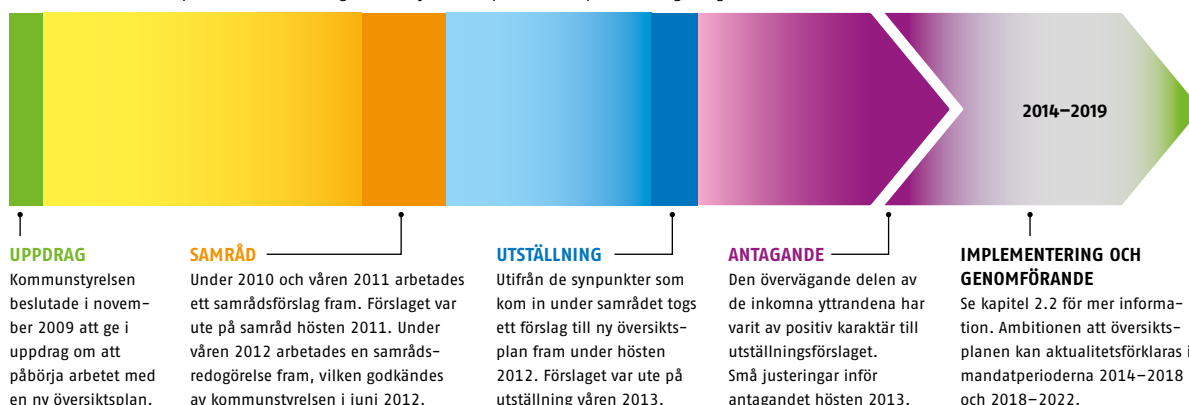 2014–2019
UPPDRAG
Kommunstyrelsen
beslutade i novem-
ber 2009 att ge i
uppdrag om att
påbörja arbetet med
en ny översiktsplan.
SAMRÅD
Under 2010 och våren 2011 arbetades
ett samrådsförslag fram. Förslaget var
ute på samråd hösten 2011. Under
våren 2012 arbetades en samråds-
redogörelse fram, vilken godkändes
av kommunstyrelsen i juni 2012.
UTSTÄLLNING
Utifrån de synpunkter som
kom in under samrådet togs
ett förslag till ny översikts-
plan fram under hösten
2012. Förslaget var ute på
utställning våren 2013.
ANTAGANDE
Den övervägande delen av
de inkomna yttrandena har
varit av positiv karaktär till
utställningsförslaget.
Små justeringar inför
antagandet hösten 2013.
IMPLEMENTERING OCH
GENOMFÖRANDE
Se kapitel 2.2 för mer informa-
tion. Ambitionen att översikts-
planen kan aktualitetsförklaras i
mandatperioderna 2014–2018
och 2018–2022.